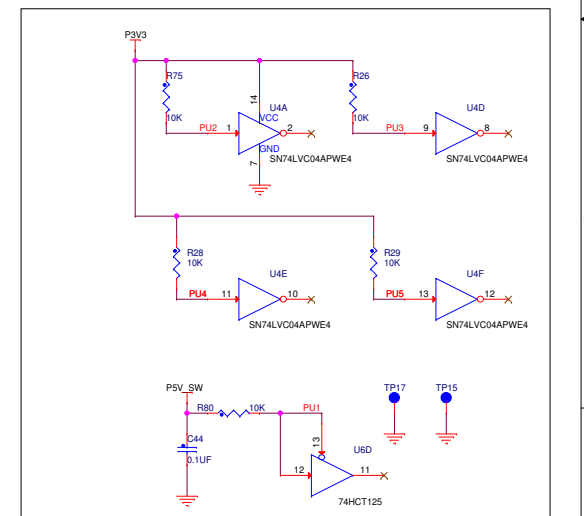 P3V3
R75
10K
PU2
1
14
VCC
U4A
2
GND
7
SN74LVC04APWE4
R26
10K
PU3
9
U4D
8
SN74LVC04APWE4
R28
10K
PU4
11
U4E
10
SN74LVC04APWE4
R29
10K
PU5
13
U4F
12
SN74LVC04APWE4
P5V_SW
R80
10K
PU1
C44
0.1UF
13
12
U6D
11
74HCT125
TP17
TP15